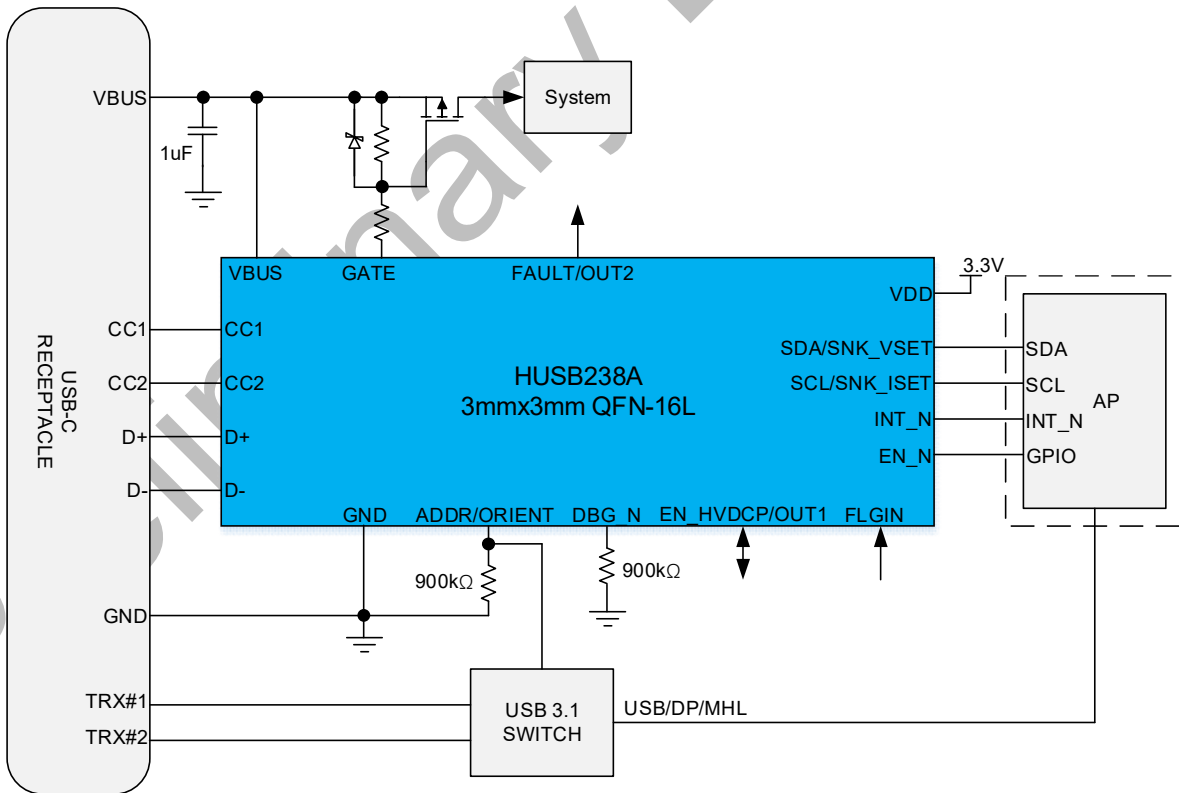 VBUS
1uF
System
VBUS
GATE
FAULT/OUT2
3.3V
VDD
CC1
CC1
CC2
CC2
D+
D+
D-
D-
USB-C
RECEPTACLE
HUSB238A
3mmx3mm QFN-16L
SDA/SNK_VSET
SCL/SNK_ISET
INT_N
EN_N
SDA
SCL
INT_N
GPIO
AP
GND
ADDR/ORIENT
DBG_N
EN_HVDCP/OUT1
FLGIN
900kΩ
900kΩ
GND
TRX#1
TRX#2
USB 3.1
SWITCH
USB/DP/MHL